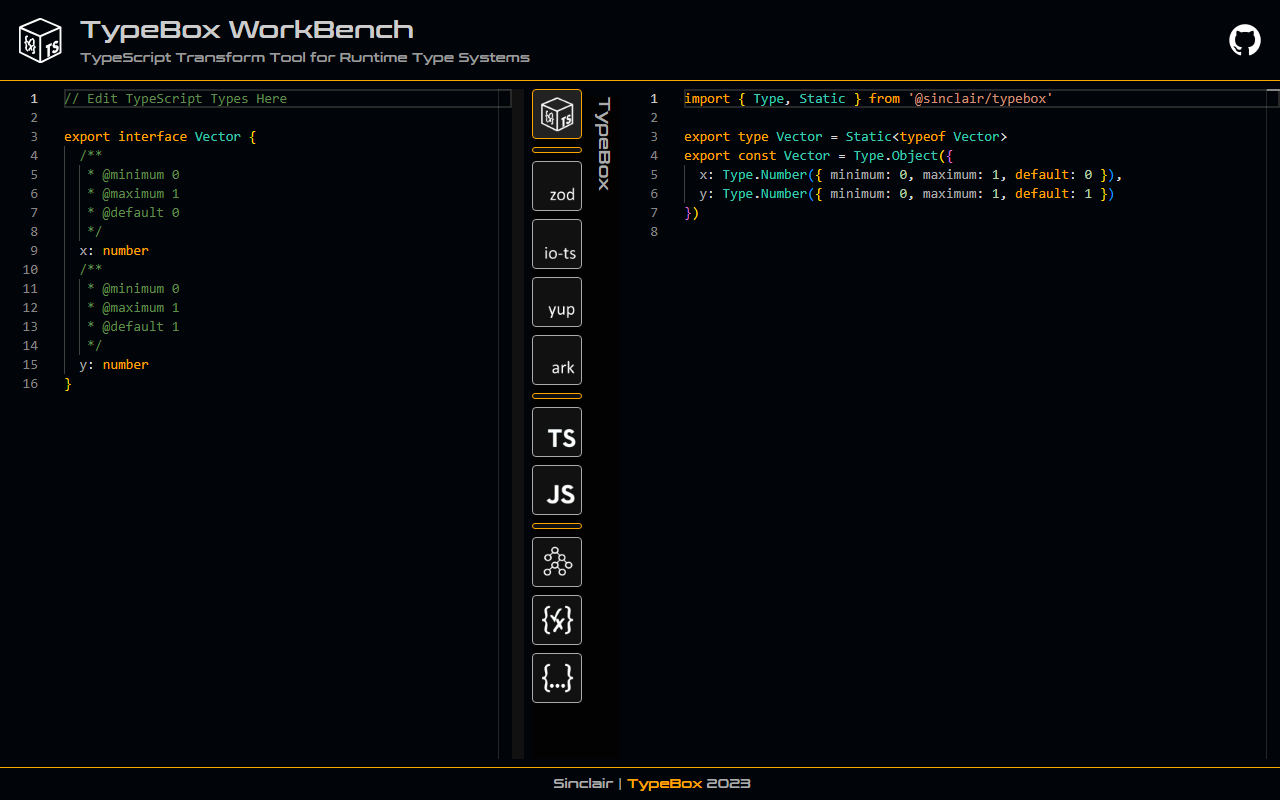 TypeBox WorkBench
TypeScript Transform Tool for Runtime Type Systems
1 // Edit TypeScript Types Here
2
3 export interface Vector {
4   /**
5    * @minimum 0
6    * @maximum 1
7    * @default 0
8    */
9   x: number
10   /**
11    * @minimum 0
12    * @maximum 1
13    * @default 1
14    */
15   y: number
16 }
TS
TypeBox
zod
io-ts
yup
ark
TS
JS
{✓x}
{...}
1 import { Type, Static } from '@sinclair/typebox'
2
3 export type Vector = Static<typeof Vector>
4 export const Vector = Type.Object({
5   x: Type.Number({ minimum: 0, maximum: 1, default: 0 }),
6   y: Type.Number({ minimum: 0, maximum: 1, default: 1 })
7 })
8
Sinclair | TypeBox 2023